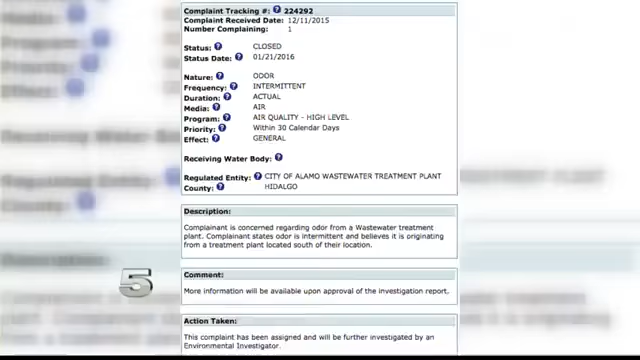 Complaint Tracking #: 224292
Complaint Received Date: 12/11/2015
Number Complaining: 1
Status: CLOSED
Status Date: 01/21/2016
Nature: ODOR
Frequency: INTERMITTENT
Duration: ACTUAL
Media: AIR
Program: AIR QUALITY - HIGH LEVEL
Priority: Within 30 Calendar Days
Effect: GENERAL
Receiving Water Body:
Regulated Entity: CITY OF ALAMO WASTEWATER TREATMENT PLANT
County: HIDALGO
Description:
Complainant is concerned regarding odor from a Wastewater treatment
plant. Complainant states odor is intermittent and believes it is originating
from a treatment plant located south of their location.
Comment:
More information will be available upon approval of the investigation report.
Action Taken:
This complaint has been assigned and will be further investigated by an
Environmental Investigator.
5